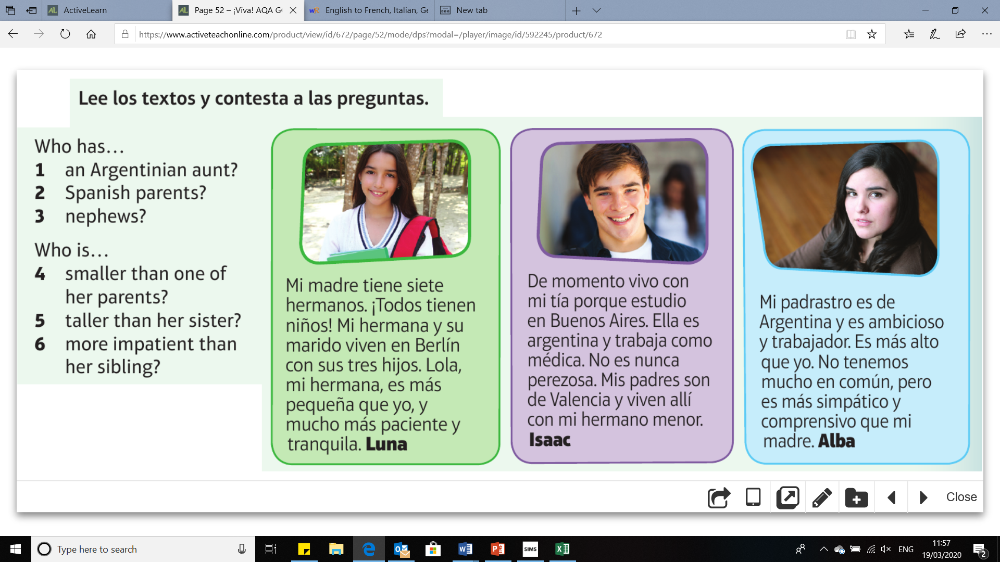 ActiveLearn
Page 52 – ¡Viva! AQA GC
English to French, Italian, Ge
New tab
https://www.activeteachonline.com/product/view/id/672/page/52/mode/dps?modal=/player/image/id/592245/product/672
Lee los textos y contesta a las preguntas.
Who has…
1 an Argentinian aunt?
2 Spanish parents?
3 nephews?
Who is…
4 smaller than one of
her parents?
5 taller than her sister?
6 more impatient than
her sibling?
Mi madre tiene siete
hermanos. ¡Todos tienen
niños! Mi hermana y su
marido viven en Berlín
con sus tres hijos. Lola,
mi hermana, es más
pequeña que yo, y
mucho más paciente y
tranquila. Luna
De momento vivo con
mi tía porque estudio
en Buenos Aires. Ella es
argentina y trabaja como
médica. No es nunca
perezosa. Mis padres son
de Valencia y viven allí
con mi hermano menor.
Isaac
Mi padrastro es de
Argentina y es ambicioso
y trabajador. Es más alto
que yo. No tenemos
mucho en común, pero
es más simpático y
comprensivo que mi
madre. Alba
Close
Type here to search
SIMS
ENG
11:57
19/03/2020
2